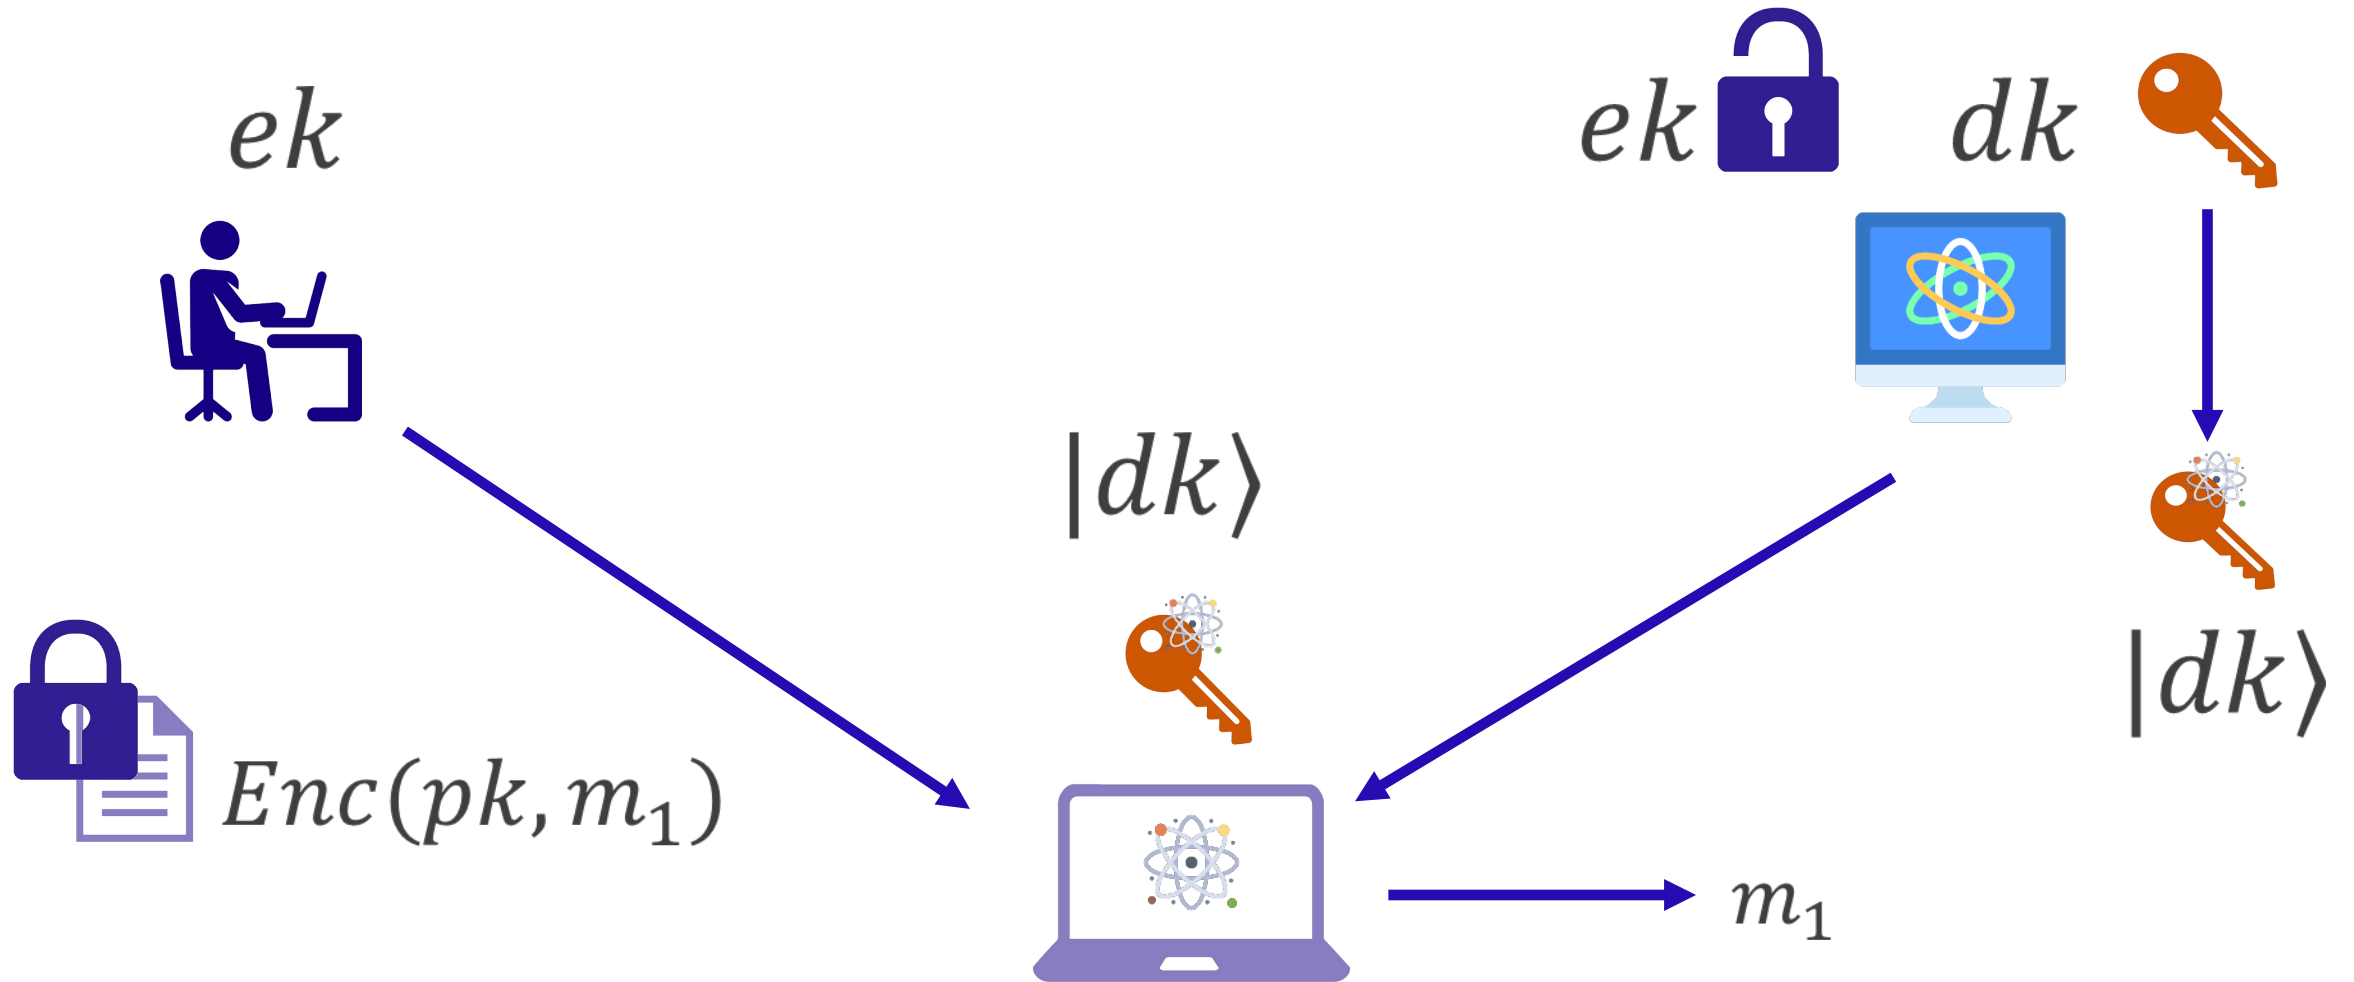 ek
ek
dk
|dk⟩
|dk⟩
Enc(pk, m₁)
m₁